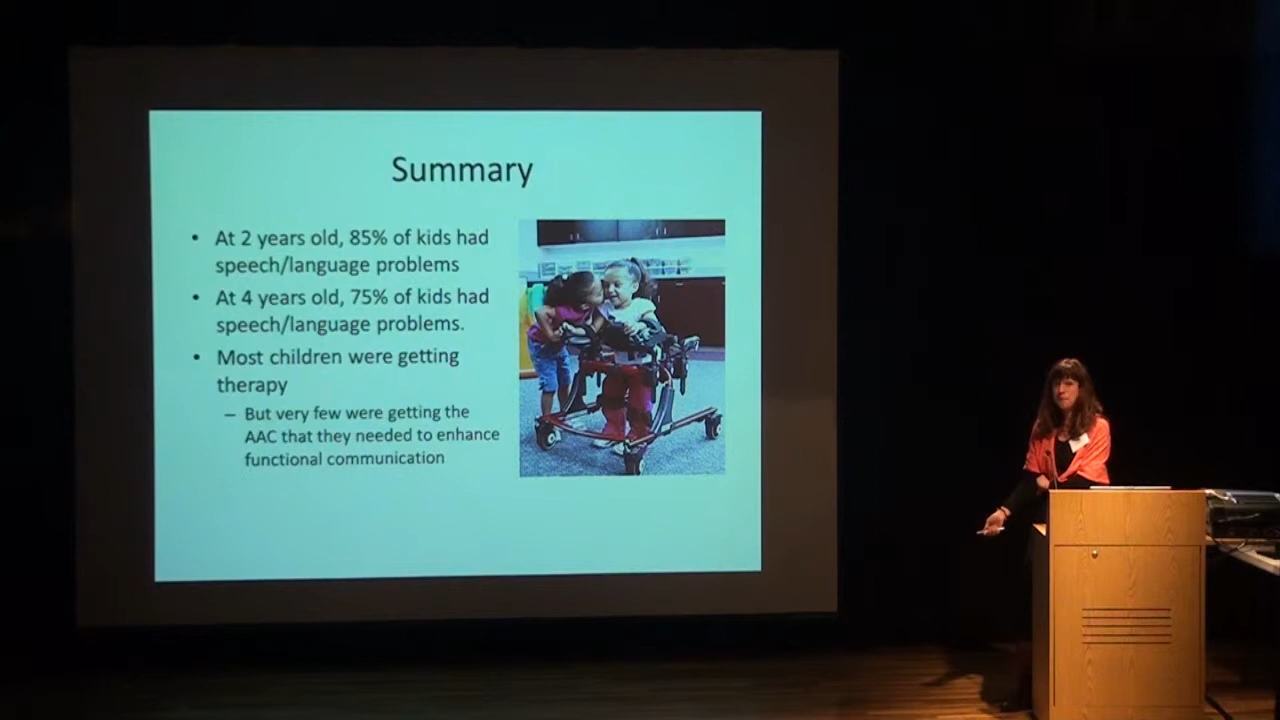 Summary
• At 2 years old, 85% of kids had
speech/language problems
• At 4 years old, 75% of kids had
speech/language problems.
• Most children were getting
therapy
– But very few were getting the
AAC that they needed to enhance
functional communication